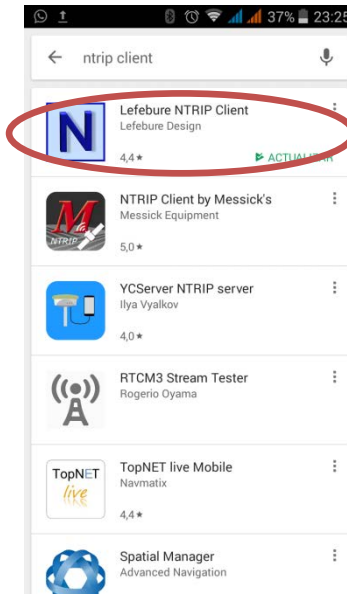 37% 23:25
ntrip client
N
Lefebure NTRIP Client
Lefebure Design
4,4★
ACTUALIZAR
M
NTRIP
NTRIP Client by Messick's
Messick Equipment
5,0★
YCServer NTRIP server
Ilya Vyalkov
4,0★
RTCM3 Stream Tester
Rogerio Oyama
TopNET
live
TopNET live Mobile
Navmatix
4,4★
Spatial Manager
Advanced Navigation